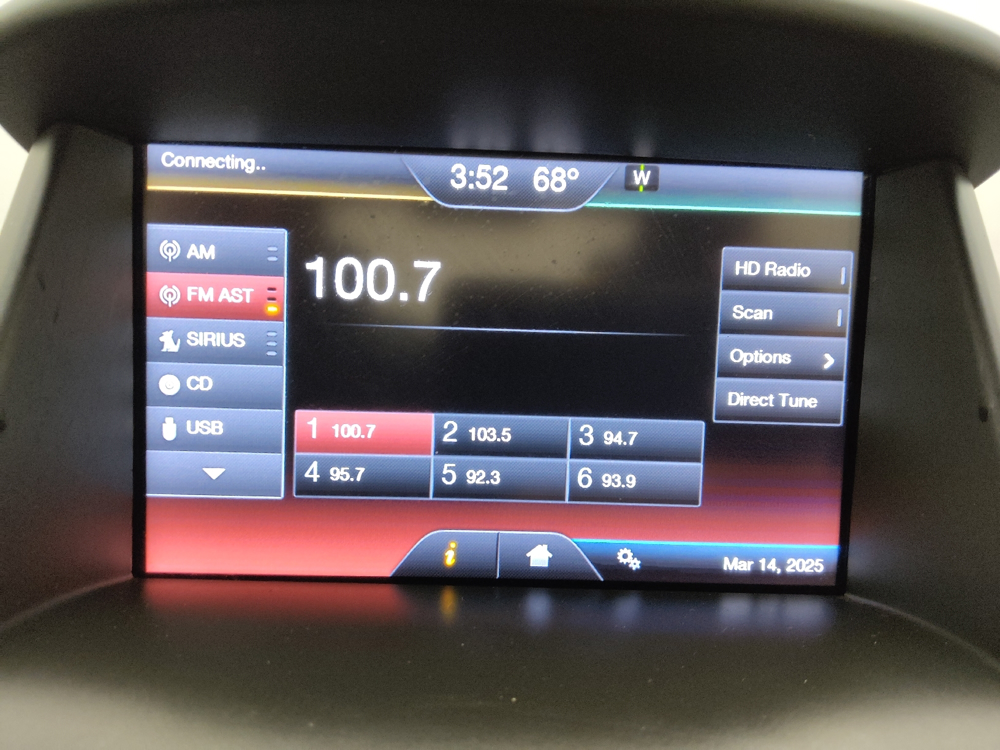 Connecting..
3:52 68° W
AM
FM AST
SIRIUS
CD
USB
100.7
HD Radio
Scan
Options
Direct Tune
1 100.7 2 103.5 3 94.7
4 95.7 5 92.3 6 93.9
i
Mar 14, 2025